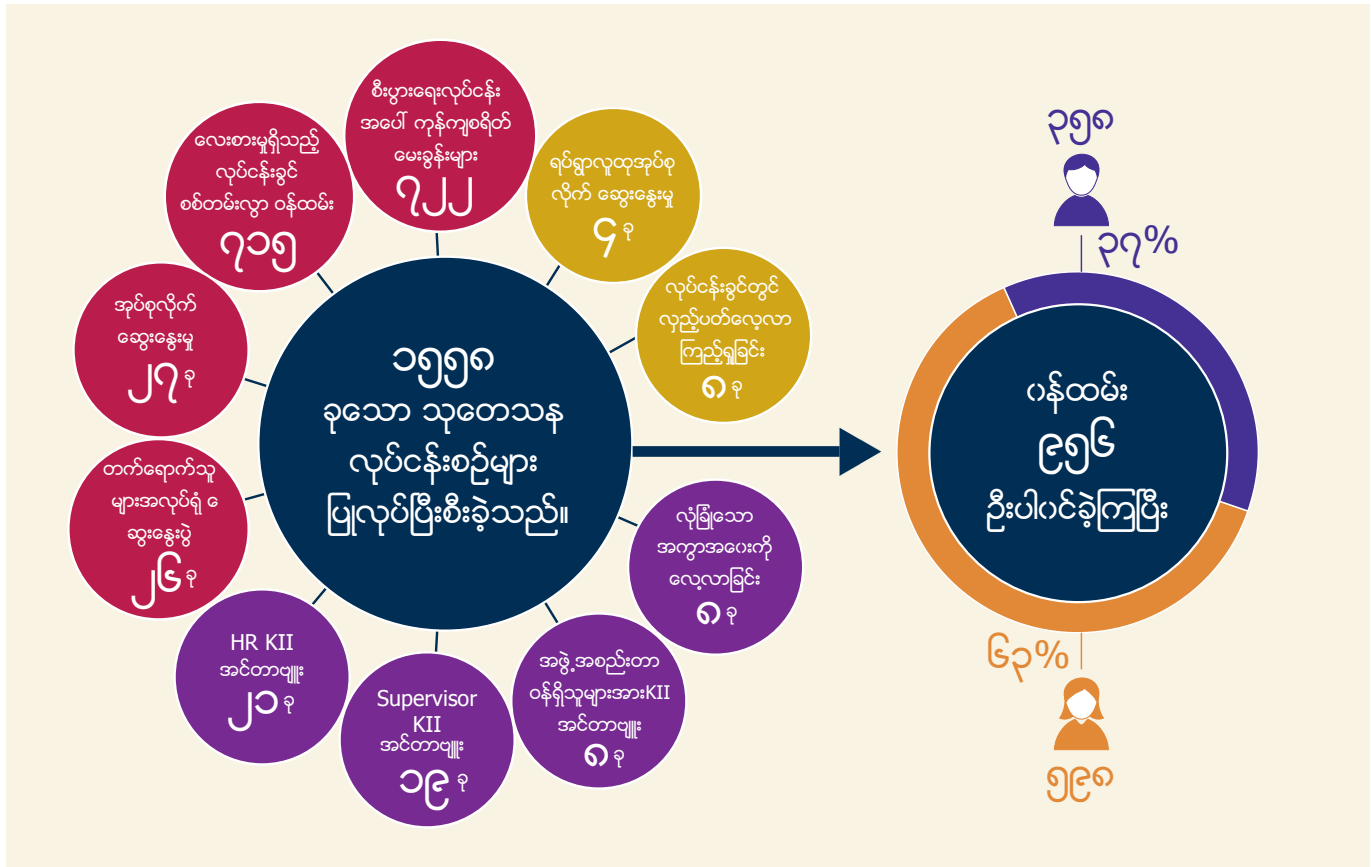 စီးပွားရေးလုပ်ငန်း
အပေါ် ကုန်ကျစရိတ်
မေးခွန်းများ
၇၂၂
လေးစားမှုရှိသည့်
လုပ်ငန်းခွင်
စစ်တမ်းလွှာ ဝန်ထမ်း
၇၁၅
ရပ်ရွာလူထုအုပ်စု
လိုက် ဆွေးနွေးမှု
၄ ခု
လုပ်ငန်းခွင်တွင်
လှည့်ပတ်လေ့လာ
ကြည့်ရှုခြင်း
၈ ခု
အုပ်စုလိုက်
ဆွေးနွေးမှု
၂၇ ခု
တက်ရောက်သူ
များအလုပ်ရုံ ေ
ဆွးနွေးပွဲ
၂၆ ခု
HR KII
အင်တာဗျူး
၂၁ ခု
Supervisor
KII
အင်တာဗျူး
၁၉ ခု
အဖွဲ့အစည်းတာ
ဝန်ရှိသူများအားKII
အင်တာဗျူး
၈ ခု
လုံခြုံသော
အကွာအဝေးကို
လေ့လာခြင်း
၈ ခု
၁၅၅၈
ခုသော သုတေသန
လုပ်ငန်းစဉ်များ
ပြုလုပ်ပြီးစီးခဲ့သည်။
၃၅၈
၃၇%
ဝန်ထမ်း
၉၅၆
ဦးပါဝင်ခဲ့ကြပြီး
၆၃%
၅၉၈